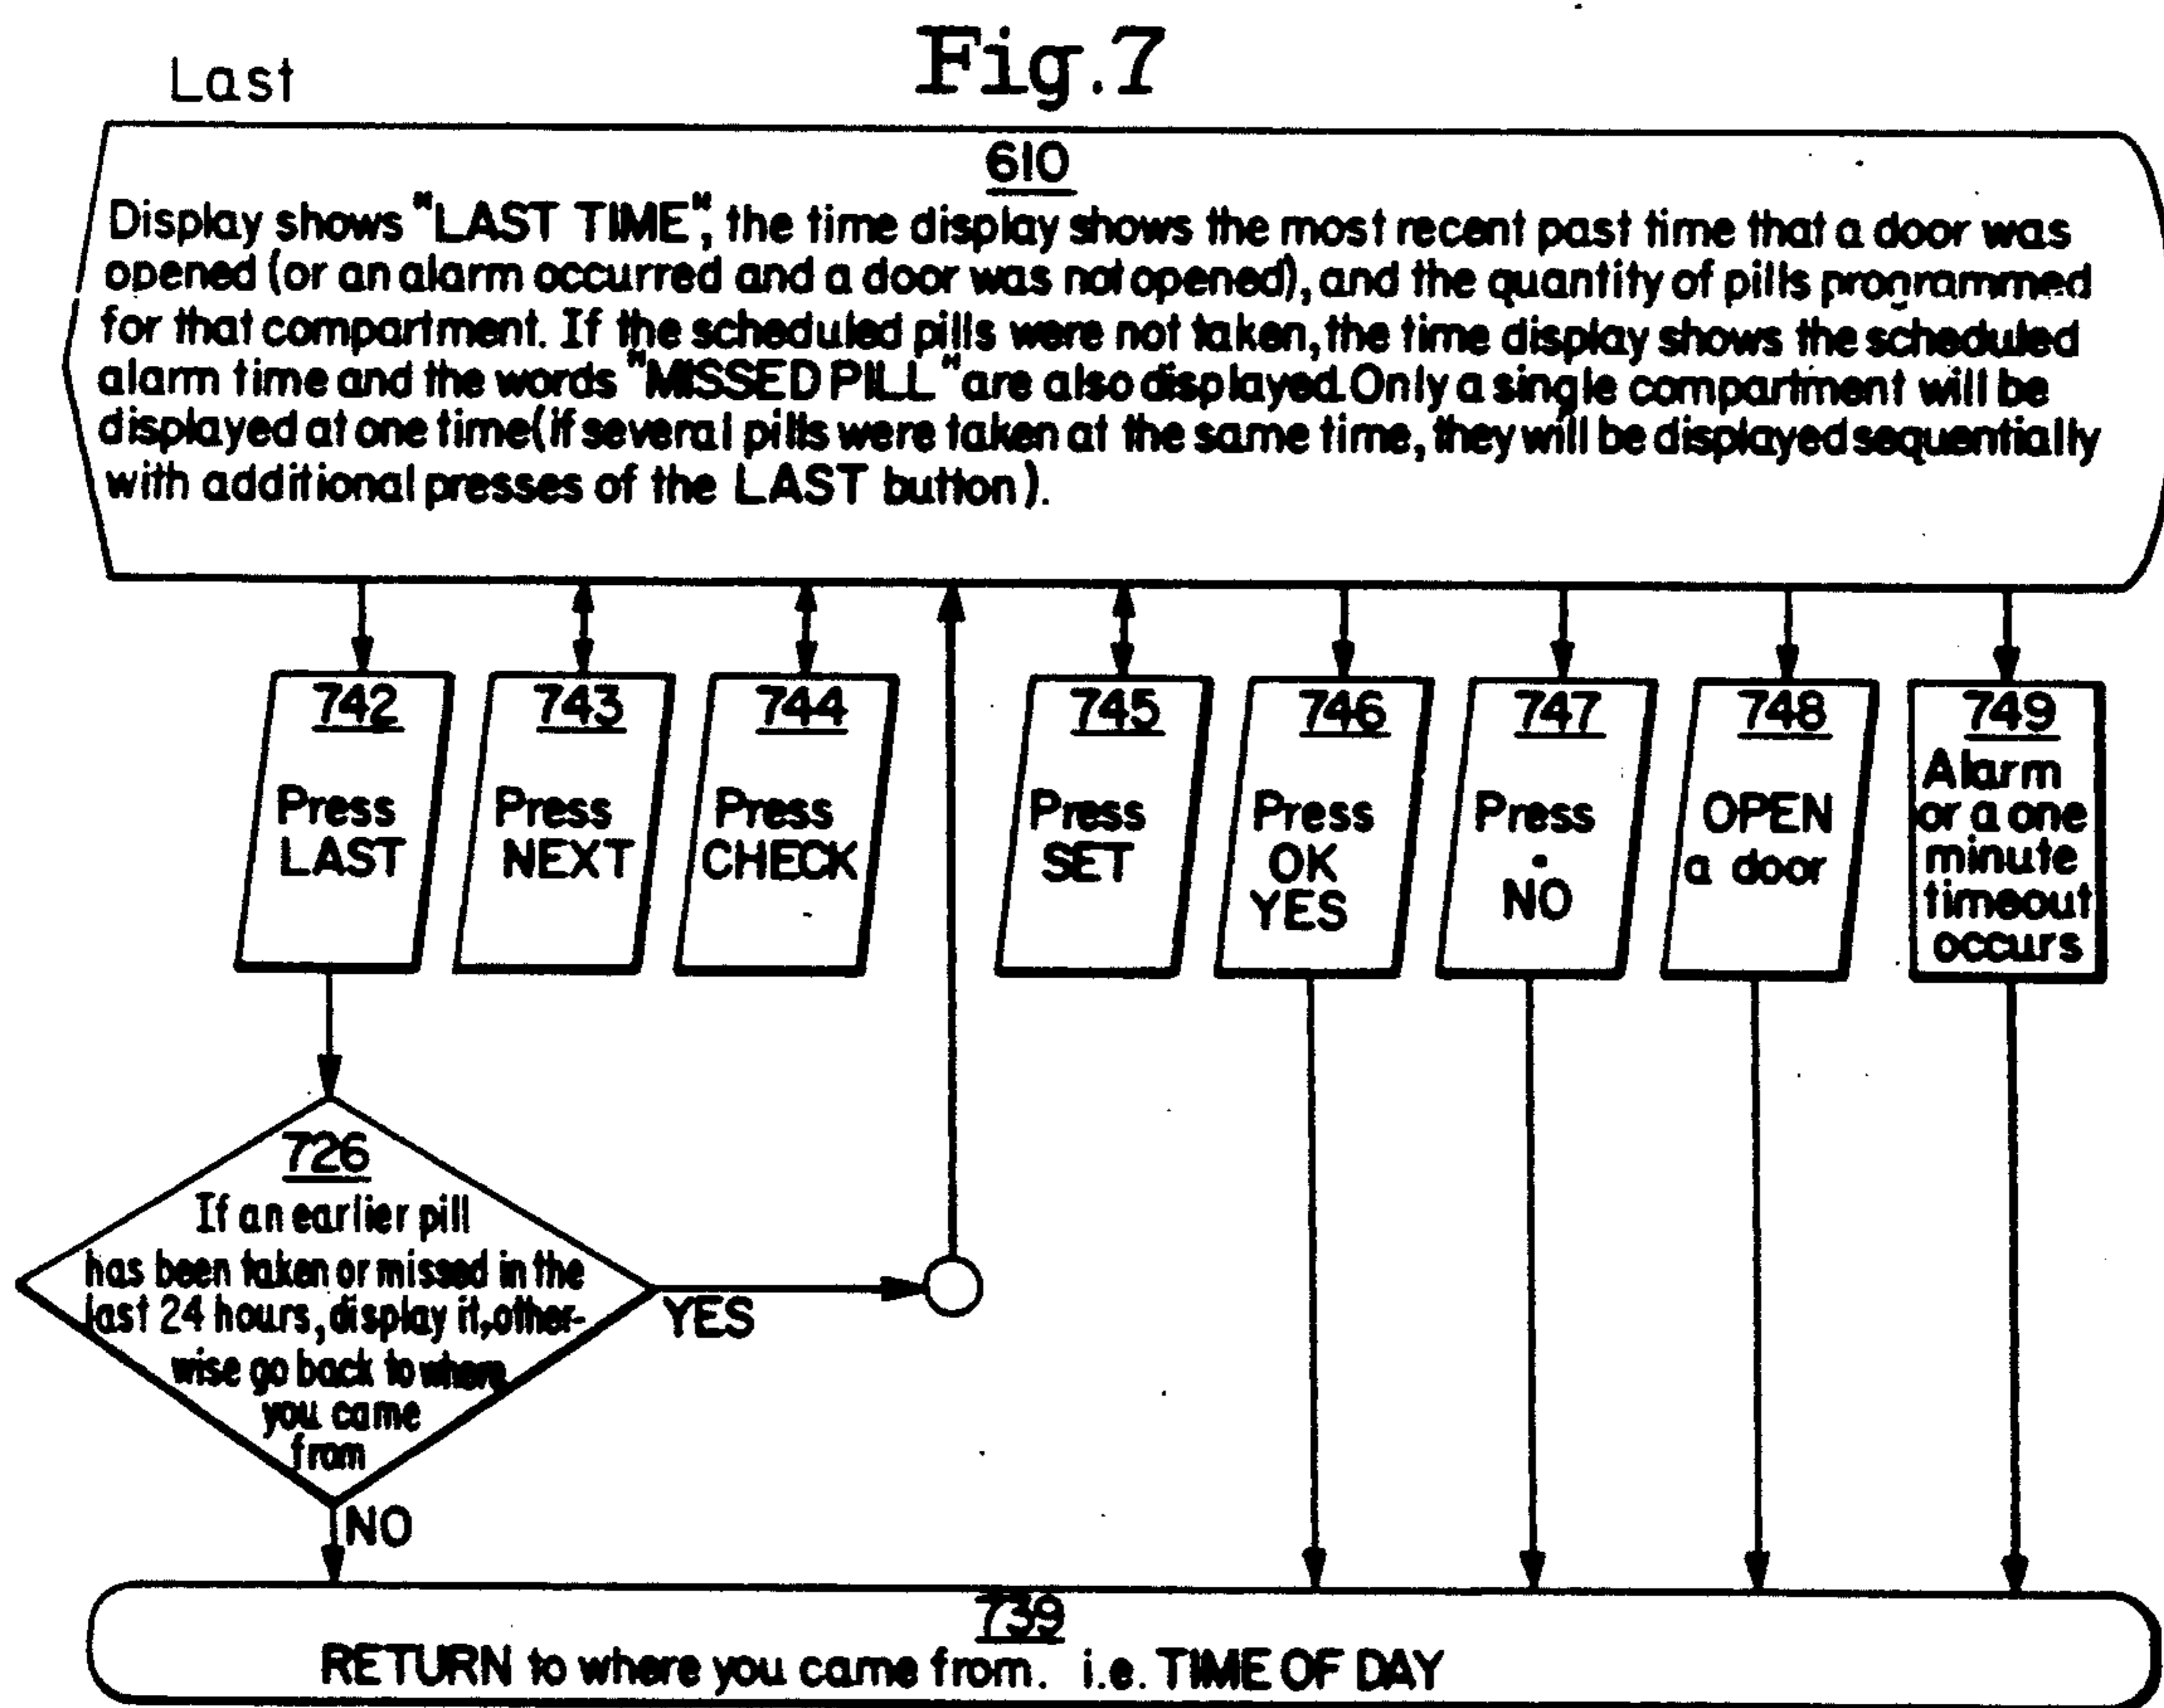 Fig.7
Last
610
Display shows "LAST TIME", the time display shows the most recent past time that a door was
opened (or an alarm occurred and a door was not opened), and the quantity of pills programmed
for that compartment. If the scheduled pills were not taken, the time display shows the scheduled
alarm time and the words "MISSED PILL" are also displayed. Only a single compartment will be
displayed at one time (if several pills were taken at the same time, they will be displayed sequentially
with additional presses of the LAST button).
742
Press
LAST
743
Press
NEXT
744
Press
CHECK
745
Press
SET
746
Press
OK
YES
747
Press
.
NO
748
OPEN
a door
749
Alarm
or a one
minute
timeout
occurs
726
If an earlier pill
has been taken or missed in the
last 24 hours, display it, other-
wise go back to where
you came
from
YES
NO
739
RETURN to where you came from. i.e. TIME OF DAY